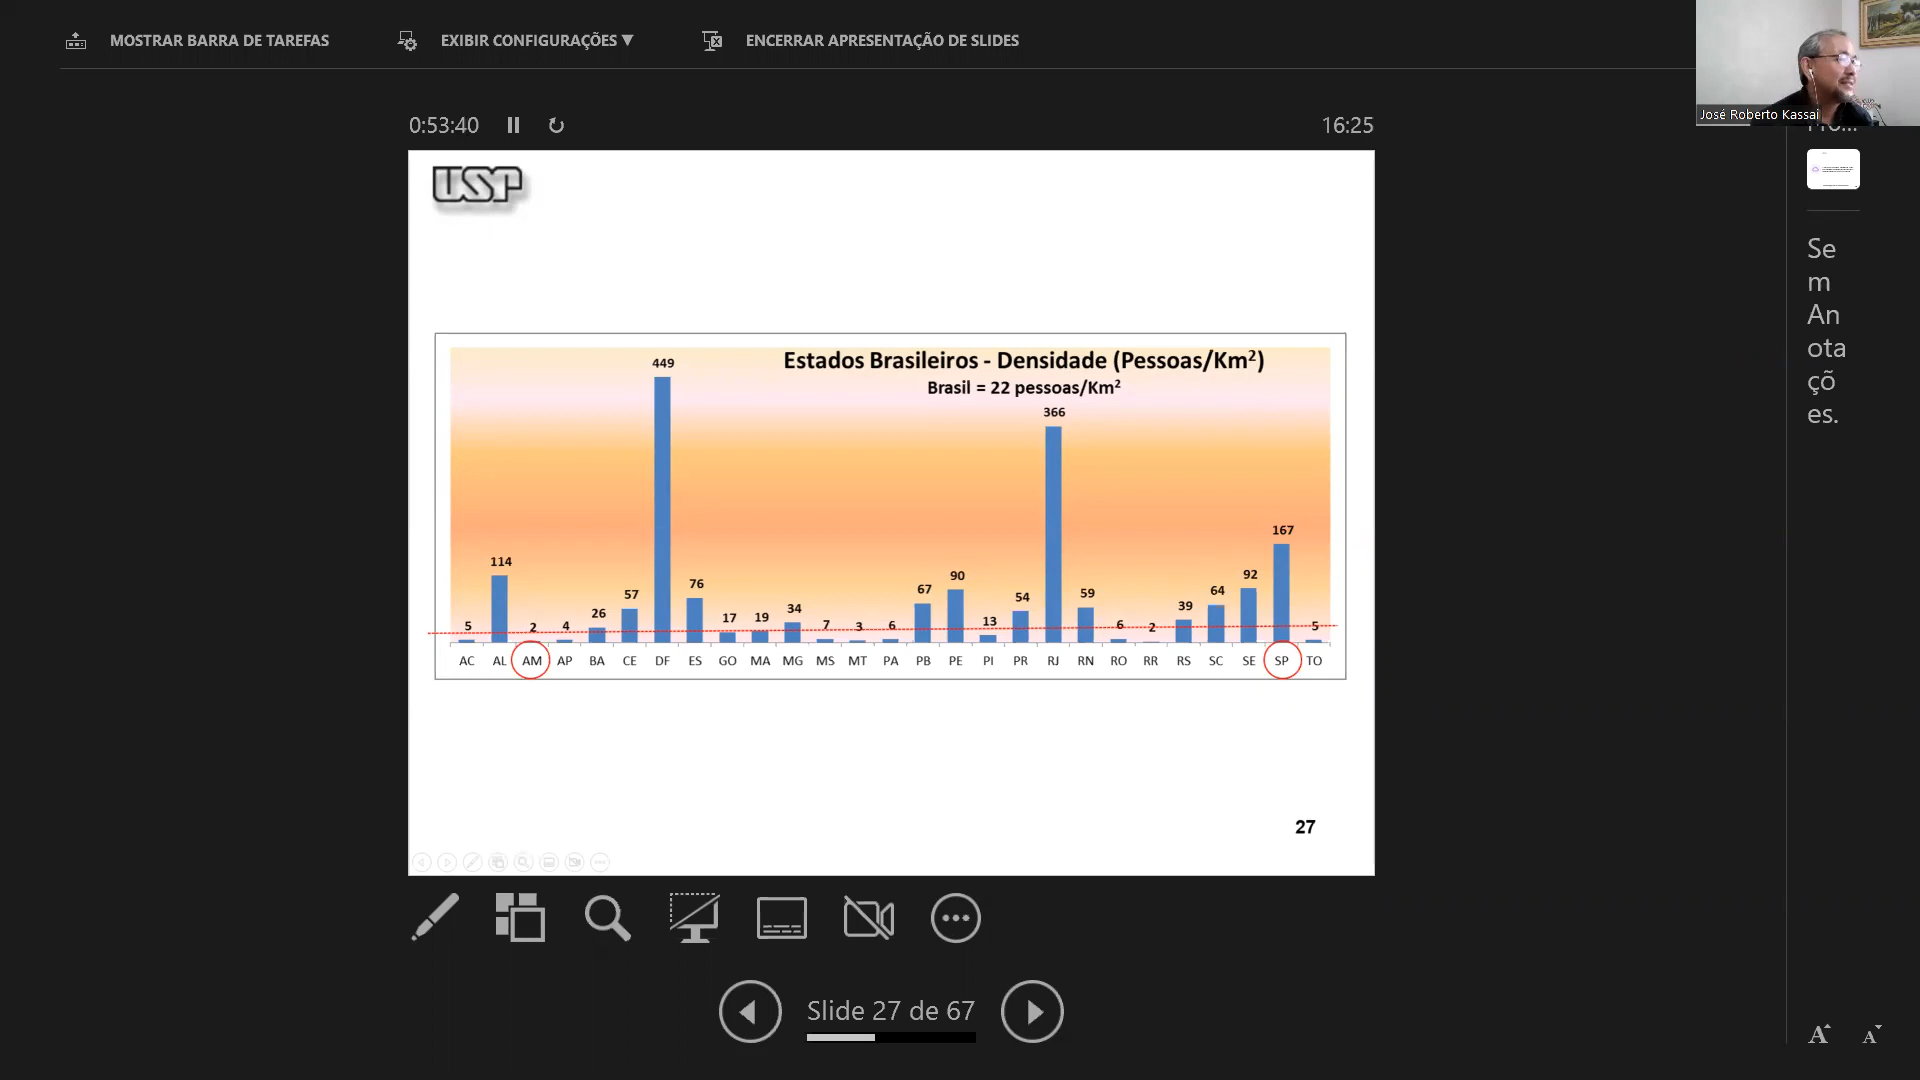 MOSTRAR BARRA DE TAREFAS
EXIBIR CONFIGURAÇÕES ▼
ENCERRAR APRESENTAÇÃO DE SLIDES
José Roberto Kassai
0:53:40
16:25
USP
Estados Brasileiros - Densidade (Pessoas/Km²)
Brasil = 22 pessoas/Km²
5 114 2 4 26 57 449 76 17 19 34 7 3 6 67 90 13 54 366 59 6 2 39 64 92 167 5
AC AL AM AP BA CE DF ES GO MA MG MS MT PA PB PE PI PR RJ RN RO RR RS SC SE SP TO
27
Slide 27 de 67
Se
m
An
ota
çõ
es.
A A